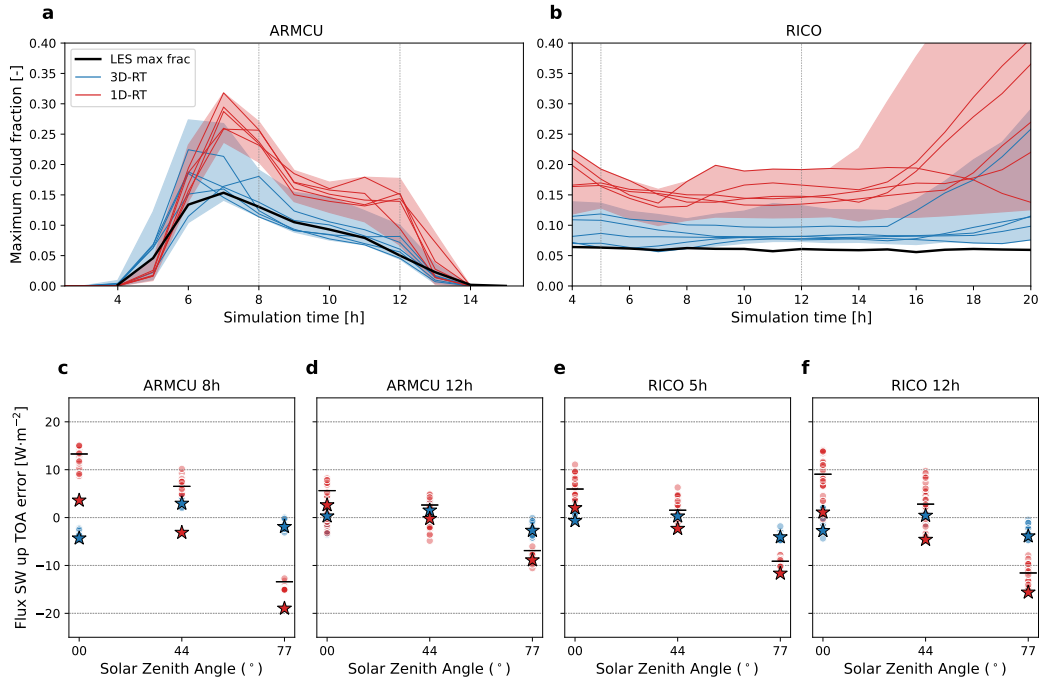 a
ARMCU
b
RICO
Maximum cloud fraction [-]
0.40
0.35
0.30
0.25
0.20
0.15
0.10
0.05
0.00
LES max frac
3D-RT
1D-RT
4
6
8
10
12
14
Simulation time [h]
0.40
0.35
0.30
0.25
0.20
0.15
0.10
0.05
0.00
4
6
8
10
12
14
16
18
20
Simulation time [h]
c
ARMCU 8h
d
ARMCU 12h
e
RICO 5h
f
RICO 12h
Flux SW up TOA error [W·m⁻²]
20
10
0
−10
−20
00
44
77
Solar Zenith Angle (°)
00
44
77
Solar Zenith Angle (°)
00
44
77
Solar Zenith Angle (°)
00
44
77
Solar Zenith Angle (°)